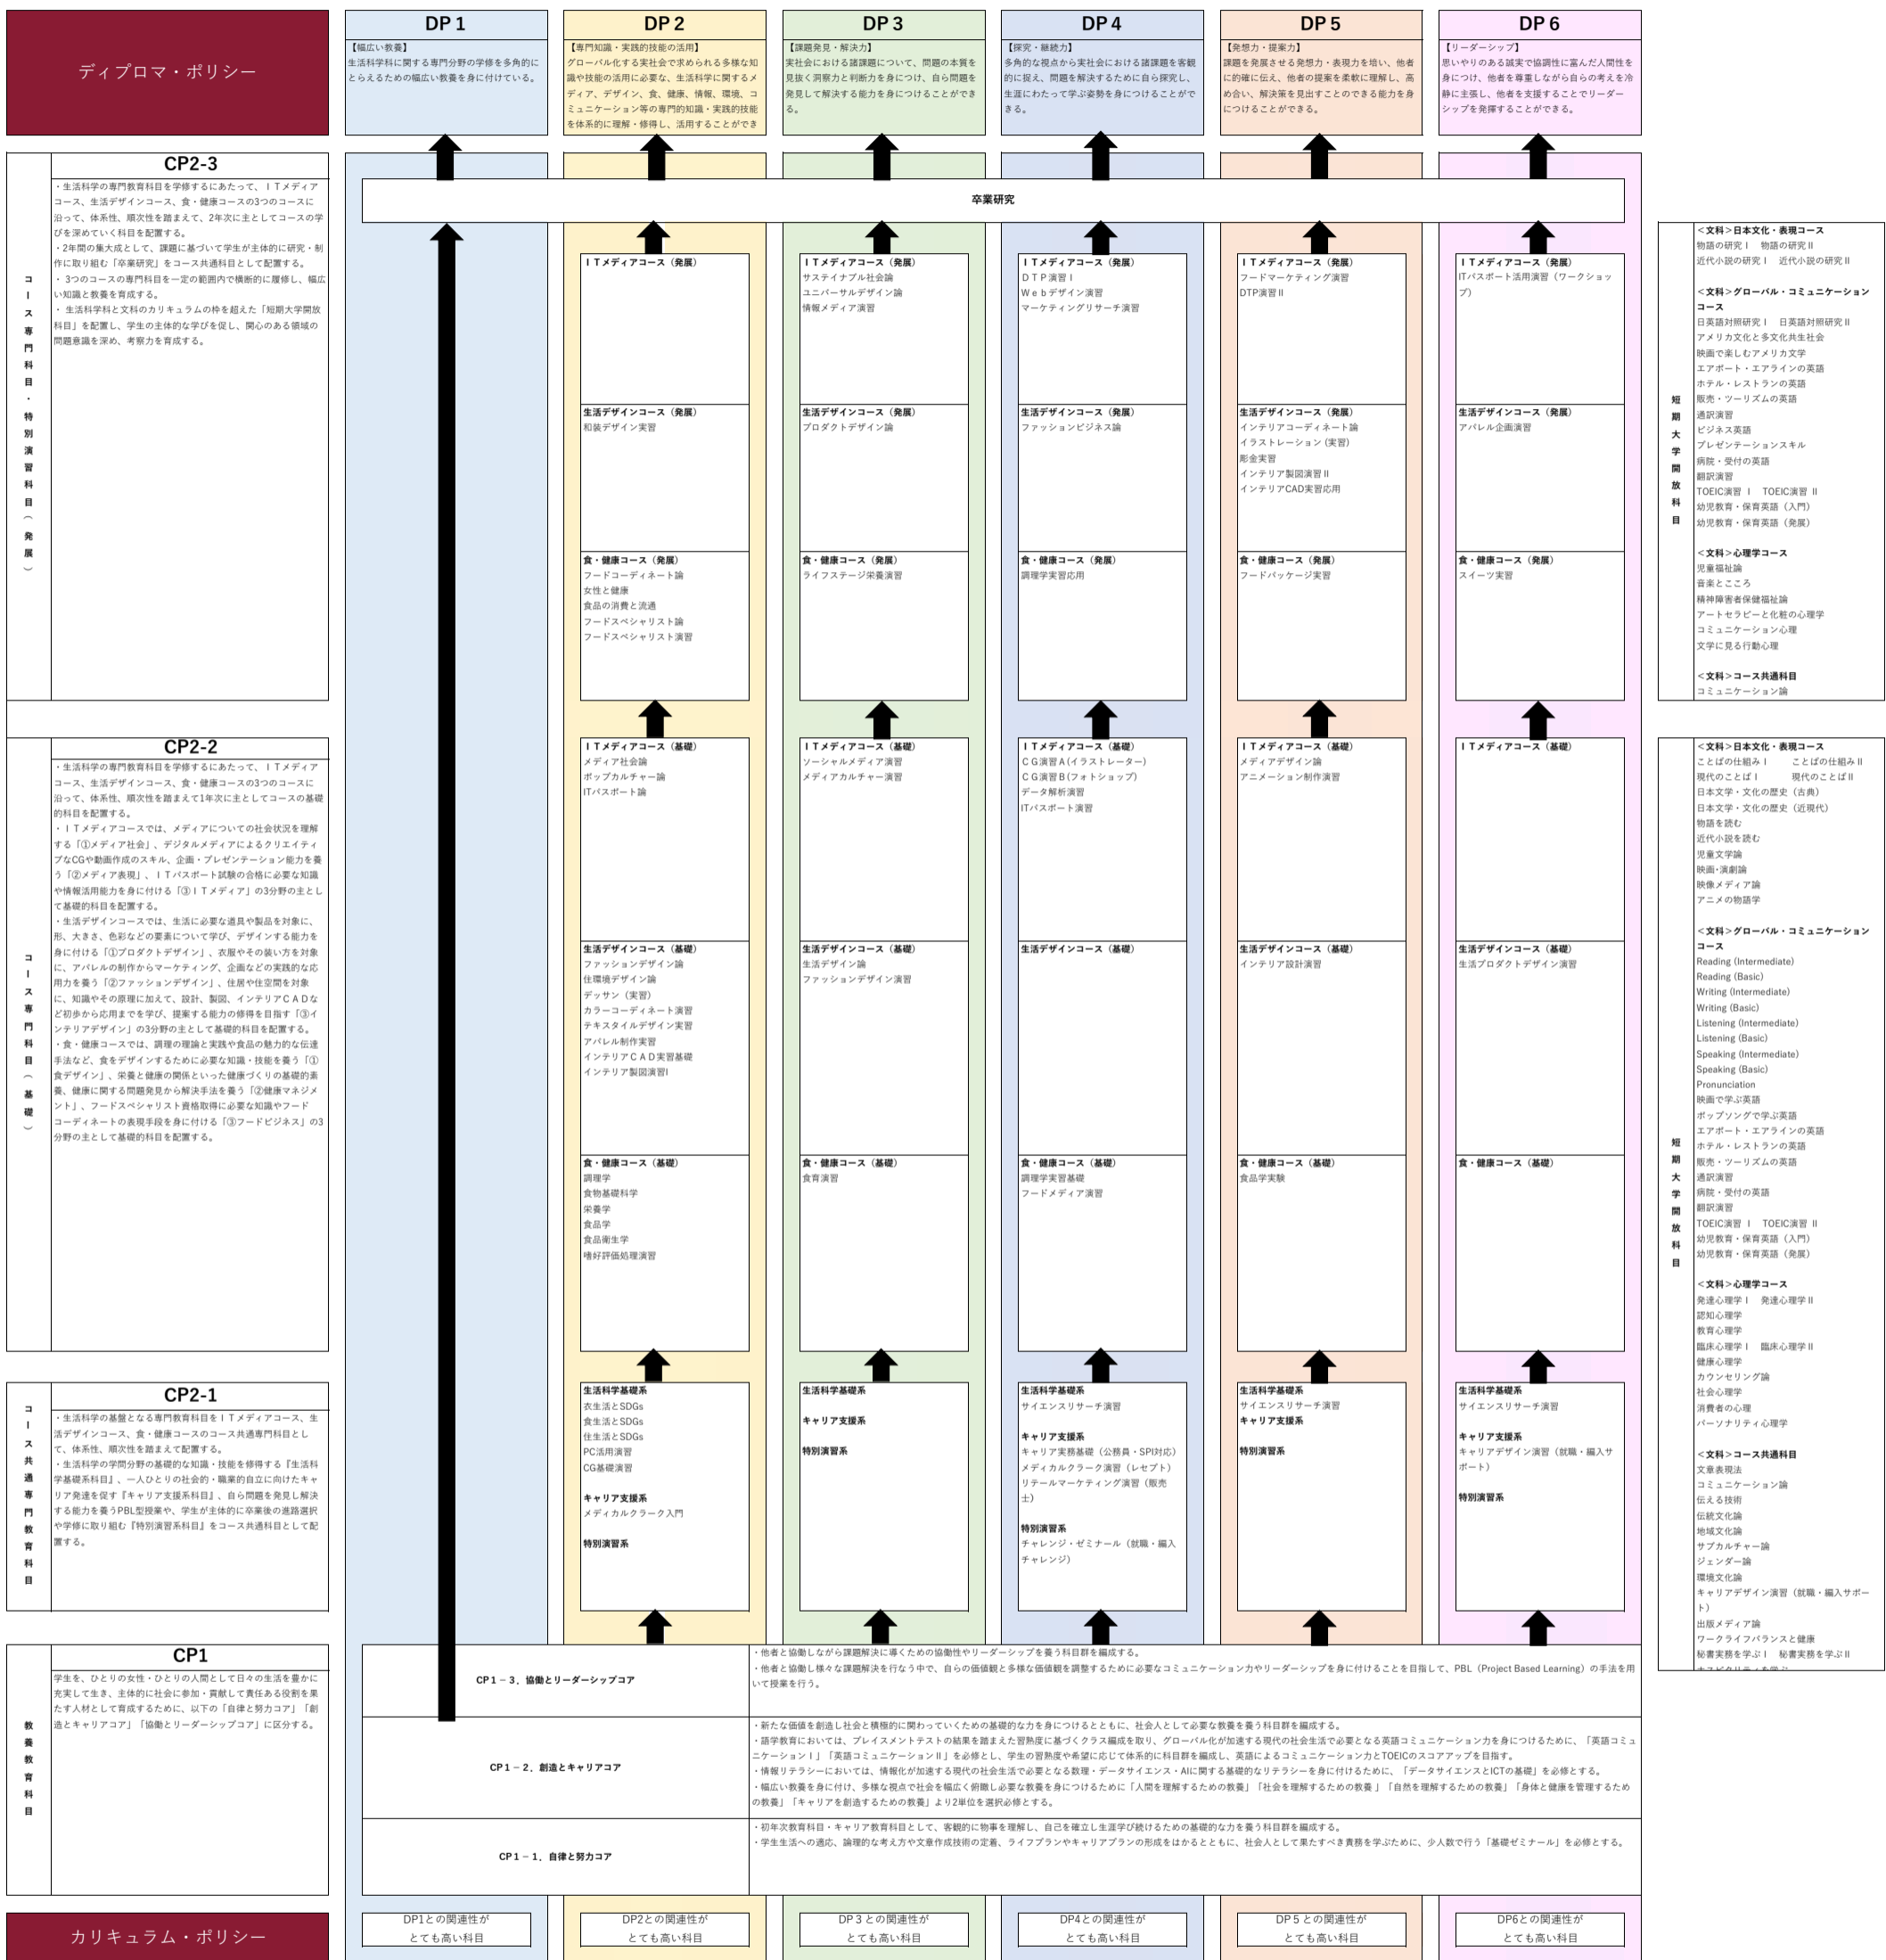 ディプロマ・ポリシー
DP 1
【幅広い教養】
生活科学科に関する専門分野の学修を多角的に
とらえるための幅広い教養を身に付けている。
DP 2
【専門知識・実践的技能の活用】
グローバル化する実社会で求められる多様な知
識や技能の活用に必要な、生活科学に関するメ
ディア、デザイン、食、健康、情報、環境、コ
ミュニケーション等の専門的知識・実践的技能
を体系的に理解・修得し、活用することができ
DP 3
【課題発見・解決力】
実社会における諸課題について、問題の本質を
見抜く洞察力と判断力を身につけ、自ら問題を
発見して解決する能力を身につけることができ
る。
DP 4
【探究・継続力】
多角的な視点から実社会における諸課題を客観
的に捉え、問題を解決するために自ら探究し、
生涯にわたって学ぶ姿勢を身につけることがで
きる。
DP 5
【発想力・提案力】
課題を発展させる発想力・表現力を培い、他者
に的確に伝え、他者の提案を柔軟に理解し、高
め合い、解決策を見出すことのできる能力を身
につけることができる。
DP 6
【リーダーシップ】
思いやりのある誠実で協調性に富んだ人間性を
身につけ、他者を尊重しながら自らの考えを冷
静に主張し、他者を支援することでリーダー
シップを発揮することができる。
コース専門科目・特別演習科目（発展）
CP2-3
・生活科学の専門教育科目を学修するにあたって、ＩＴメディア
コース、生活デザインコース、食・健康コースの3つのコースに
沿って、体系性、順次性を踏まえて、2年次に主としてコースの学
びを深めていく科目を配置する。
・2年間の集大成として、課題に基づいて学生が主体的に研究・制
作に取り組む「卒業研究」をコース共通科目として配置する。
・ 3つのコースの専門科目を一定の範囲内で横断的に履修し、幅広
い知識と教養を育成する。
・ 生活科学科と文科のカリキュラムの枠を超えた「短期大学開放
科目」を配置し、学生の主体的な学びを促し、関心のある領域の
問題意識を深め、考察力を育成する。
卒業研究
ＩＴメディアコース（発展）
生活デザインコース（発展）
和装デザイン実習
食・健康コース（発展）
フードコーディネート論
女性と健康
食品の消費と流通
フードスペシャリスト論
フードスペシャリスト演習
ＩＴメディアコース（発展）
サステイナブル社会論
ユニバーサルデザイン論
情報メディア演習
生活デザインコース（発展）
プロダクトデザイン論
食・健康コース（発展）
ライフステージ栄養演習
ＩＴメディアコース（発展）
ＤＴＰ演習Ⅰ
Ｗｅｂデザイン演習
マーケティングリサーチ演習
生活デザインコース（発展）
ファッションビジネス論
食・健康コース（発展）
調理学実習応用
ＩＴメディアコース（発展）
フードマーケティング演習
DTP演習Ⅱ
生活デザインコース（発展）
インテリアコーディネート論
イラストレーション (実習)
彫金実習
インテリア製図演習Ⅱ
インテリアCAD実習応用
食・健康コース（発展）
フードパッケージ実習
ＩＴメディアコース（発展）
ITパスポート活用演習（ワークショッ
プ）
生活デザインコース（発展）
アパレル企画演習
食・健康コース（発展）
スイーツ実習
短期大学開放科目
＜文科＞日本文化・表現コース
物語の研究Ⅰ　物語の研究Ⅱ
近代小説の研究Ⅰ　近代小説の研究Ⅱ
＜文科＞グローバル・コミュニケーション
コース
日英語対照研究Ⅰ　日英語対照研究Ⅱ
アメリカ文化と多文化共生社会
映画で楽しむアメリカ文学
エアポート・エアラインの英語
ホテル・レストランの英語
販売・ツーリズムの英語
通訳演習
ビジネス英語
プレゼンテーションスキル
病院・受付の英語
翻訳演習
TOEIC演習 Ⅰ　TOEIC演習 Ⅱ
幼児教育・保育英語（入門）
幼児教育・保育英語（発展）
＜文科＞心理学コース
児童福祉論
音楽とこころ
精神障害者保健福祉論
アートセラピーと化粧の心理学
コミュニケーション心理
文学に見る行動心理
＜文科＞コース共通科目
コミュニケーション論
コース専門科目（基礎）
CP2-2
・生活科学の専門教育科目を学修するにあたって、ＩＴメディア
コース、生活デザインコース、食・健康コースの3つのコースに
沿って、体系性、順次性を踏まえて1年次に主としてコースの基礎
的科目を配置する。
・ＩＴメディアコースでは、メディアについての社会状況を理解
する「①メディア社会」、デジタルメディアによるクリエイティ
ブなCGや動画作成のスキル、企画・プレゼンテーション能力を養
う「②メディア表現」、ＩＴパスポート試験の合格に必要な知識
や情報活用能力を身に付ける「③ＩＴメディア」の3分野の主とし
て基礎的科目を配置する。
・生活デザインコースでは、生活に必要な道具や製品を対象に、
形、大きさ、色彩などの要素について学び、デザインする能力を
身に付ける「①プロダクトデザイン」、衣服やその装い方を対象
に、アパレルの制作からマーケティング、企画などの実践的な応
用力を養う「②ファッションデザイン」、住居や住空間を対象
に、知識やその原理に加えて、設計、製図、インテリアＣＡＤな
ど初歩から応用までを学び、提案する能力の修得を目指す「③イ
ンテリアデザイン」の3分野の主として基礎的科目を配置する。
・食・健康コースでは、調理の理論と実践や食品の魅力的な伝達
手法など、食をデザインするために必要な知識・技能を養う「①
食デザイン」、栄養と健康の関係といった健康づくりの基礎的素
養、健康に関する問題発見から解決手法を養う「②健康マネジメ
ント」、フードスペシャリスト資格取得に必要な知識やフード
コーディネートの表現手段を身に付ける「③フードビジネス」の3
分野の主として基礎的科目を配置する。
ＩＴメディアコース（基礎）
メディア社会論
ポップカルチャー論
ITパスポート論
生活デザインコース（基礎）
ファッションデザイン論
住環境デザイン論
デッサン（実習）
カラーコーディネート演習
テキスタイルデザイン実習
アパレル制作実習
インテリアＣＡＤ実習基礎
インテリア製図演習I
食・健康コース（基礎）
調理学
食物基礎科学
栄養学
食品学
食品衛生学
嗜好評価処理演習
ＩＴメディアコース（基礎）
ソーシャルメディア演習
メディアカルチャー演習
生活デザインコース（基礎）
生活デザイン論
ファッションデザイン演習
食・健康コース（基礎）
食育演習
ＩＴメディアコース（基礎）
ＣＧ演習Ａ(イラストレーター)
ＣＧ演習Ｂ(フォトショップ)
データ解析演習
ITパスポート演習
生活デザインコース（基礎）
食・健康コース（基礎）
調理学実習基礎
フードメディア演習
ＩＴメディアコース（基礎）
メディアデザイン論
アニメーション制作演習
生活デザインコース（基礎）
インテリア設計演習
食・健康コース（基礎）
食品学実験
ＩＴメディアコース（基礎）
生活デザインコース（基礎）
生活プロダクトデザイン演習
食・健康コース（基礎）
短期大学開放科目
＜文科＞日本文化・表現コース
ことばの仕組みⅠ　　ことばの仕組みⅡ
現代のことばⅠ　　　現代のことばⅡ
日本文学・文化の歴史（古典）
日本文学・文化の歴史（近現代）
物語を読む
近代小説を読む
児童文学論
映画･演劇論
映像メディア論
アニメの物語学
＜文科＞グローバル・コミュニケーション
コース
Reading (Intermediate)
Reading (Basic)
Writing (Intermediate)
Writing (Basic)
Listening (Intermediate)
Listening (Basic)
Speaking (Intermediate)
Speaking (Basic)
Pronunciation
映画で学ぶ英語
ポップソングで学ぶ英語
エアポート・エアラインの英語
ホテル・レストランの英語
販売・ツーリズムの英語
通訳演習
病院・受付の英語
翻訳演習
TOEIC演習 Ⅰ　TOEIC演習 Ⅱ
幼児教育・保育英語（入門）
幼児教育・保育英語（発展）
＜文科＞心理学コース
発達心理学Ⅰ　発達心理学Ⅱ
認知心理学
教育心理学
臨床心理学Ⅰ　臨床心理学Ⅱ
健康心理学
カウンセリング論
社会心理学
消費者の心理
パーソナリティ心理学
＜文科＞コース共通科目
文章表現法
コミュニケーション論
伝える技術
伝統文化論
地域文化論
サブカルチャー論
ジェンダー論
環境文化論
キャリアデザイン演習（就職・編入サポー
ト）
出版メディア論
ワークライフバランスと健康
秘書実務を学ぶⅠ　秘書実務を学ぶⅡ
コース共通専門教育科目
CP2-1
・生活科学の基盤となる専門教育科目をＩＴメディアコース、生
活デザインコース、食・健康コースのコース共通専門科目とし
て、体系性、順次性を踏まえて配置する。
・生活科学の学問分野の基礎的な知識・技能を修得する『生活科
学基礎系科目』、一人ひとりの社会的・職業的自立に向けたキャ
リア発達を促す『キャリア支援系科目』、自ら問題を発見し解決
する能力を養うPBL型授業や、学生が主体的に卒業後の進路選択
や学修に取り組む『特別演習系科目』をコース共通科目として配
置する。
生活科学基礎系
衣生活とSDGs
食生活とSDGs
住生活とSDGs
PC活用演習
CG基礎演習
キャリア支援系
メディカルクラーク入門
特別演習系
生活科学基礎系
キャリア支援系
特別演習系
生活科学基礎系
サイエンスリサーチ演習
キャリア支援系
キャリア実務基礎（公務員・SPI対応）
メディカルクラーク演習（レセプト）
リテールマーケティング演習（販売
士）
特別演習系
チャレンジ・ゼミナール（就職・編入
チャレンジ）
生活科学基礎系
サイエンスリサーチ演習
キャリア支援系
特別演習系
生活科学基礎系
サイエンスリサーチ演習
キャリア支援系
キャリアデザイン演習（就職・編入サ
ポート）
特別演習系
教養教育科目
CP1
学生を、ひとりの女性・ひとりの人間として日々の生活を豊かに
充実して生き、主体的に社会に参加・貢献して責任ある役割を果
たす人材として育成するために、以下の「自律と努力コア」「創
造とキャリアコア」「協働とリーダーシップコア」に区分する。
CP１－３．協働とリーダーシップコア
・他者と協働しながら課題解決に導くための協働性やリーダーシップを養う科目群を編成する。
・他者と協働し様々な課題解決を行なう中で、自らの価値観と多様な価値観を調整するために必要なコミュニケーション力やリーダーシップを身に付けることを目指して、PBL（Project Based Learning）の手法を用
いて授業を行う。
CP１－２．創造とキャリアコア
・新たな価値を創造し社会と積極的に関わっていくための基礎的な力を身につけるとともに、社会人として必要な教養を養う科目群を編成する。
・語学教育においては、プレイスメントテストの結果を踏まえた習熟度に基づくクラス編成を取り、グローバル化が加速する現代の社会生活で必要となる英語コミュニケーション力を身につけるために、「英語コミュ
ニケーションⅠ」「英語コミュニケーションⅡ」を必修とし、学生の習熟度や希望に応じて体系的に科目群を編成し、英語によるコミュニケーション力とTOEICのスコアアップを目指す。
・情報リテラシーにおいては、情報化が加速する現代の社会生活で必要となる数理・データサイエンス・AIに関する基礎的なリテラシーを身に付けるために、「データサイエンスとICTの基礎」を必修とする。
・幅広い教養を身に付け、多様な視点で社会を幅広く俯瞰し必要な教養を身につけるために「人間を理解するための教養」「社会を理解するための教養 」「自然を理解するための教養」「身体と健康を管理するため
の教養」「キャリアを創造するための教養」より2単位を選択必修とする。
CP１－１．自律と努力コア
・初年次教育科目・キャリア教育科目として、客観的に物事を理解し、自己を確立し生涯学び続けるための基礎的な力を養う科目群を編成する。
・学生生活への適応、論理的な考え方や文章作成技術の定着、ライフプランやキャリアプランの形成をはかるとともに、社会人として果たすべき責務を学ぶために、少人数で行う「基礎ゼミナール」を必修とする。
カリキュラム・ポリシー
DP1との関連性が
とても高い科目
DP2との関連性が
とても高い科目
DP３との関連性が
とても高い科目
DP4との関連性が
とても高い科目
DP５との関連性が
とても高い科目
DP6との関連性が
とても高い科目